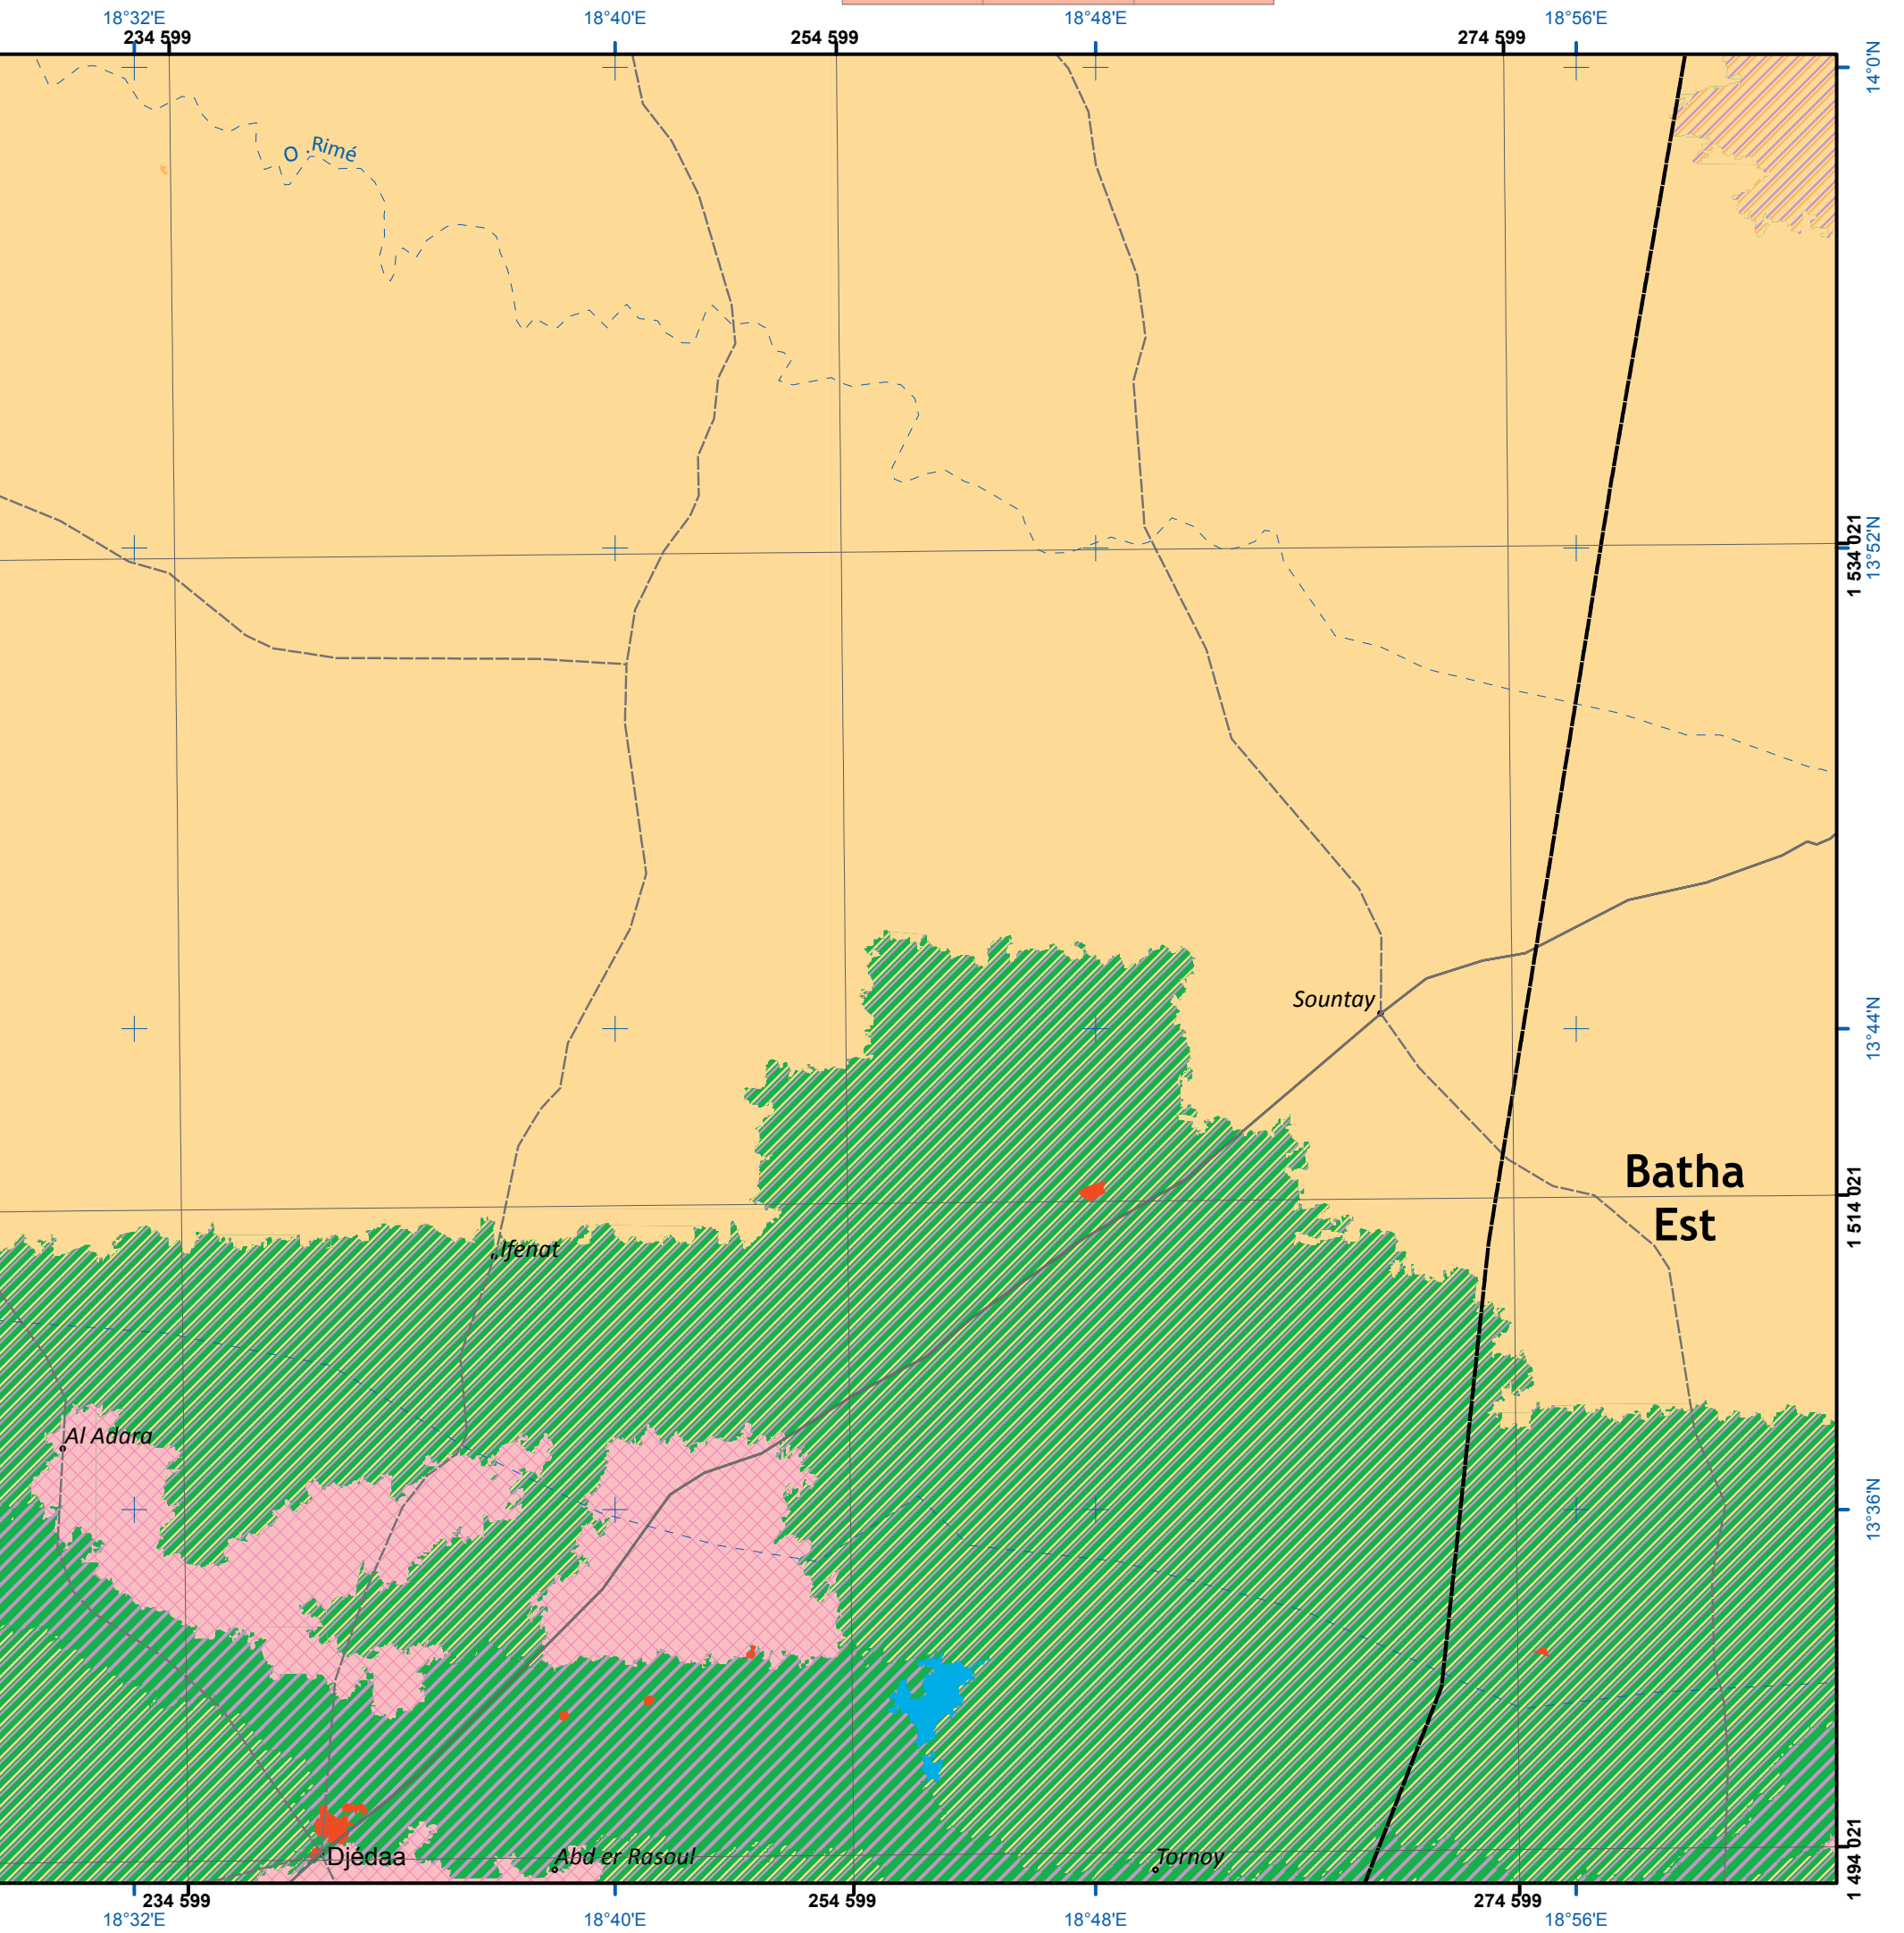 18°32'E 18°40'E 18°48'E 18°56'E
234 599 254 599 274 599
14°0'N
O . Rimé
1 534 021
13°52'N
Sountay
13°44'N
Batha
Est
1 514 021
Ifenat
Al Adara
13°36'N
Djédaa
Abd er Rasoul
Tornoy
1 494 021
234 599 254 599 274 599
18°32'E 18°40'E 18°48'E 18°56'E